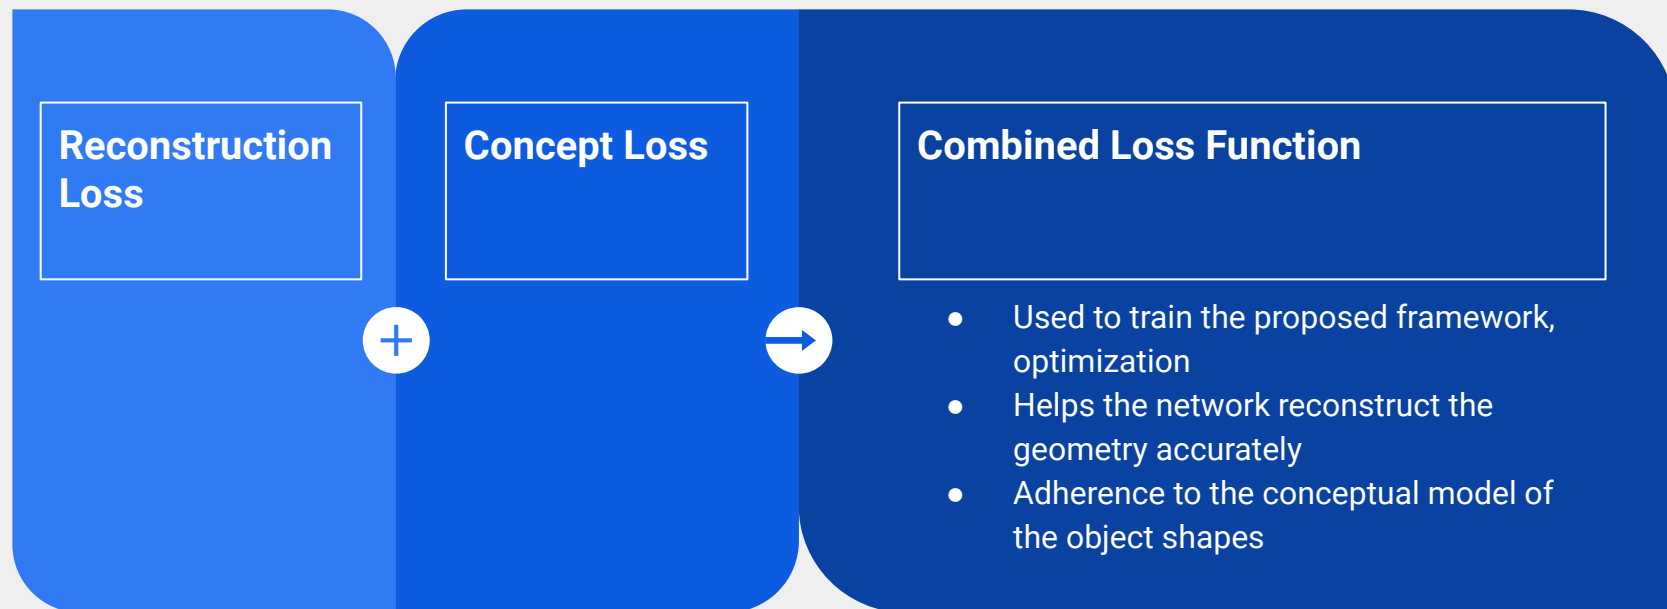 Reconstruction
Loss
Concept Loss
Combined Loss Function
● Used to train the proposed framework,
optimization
● Helps the network reconstruct the
geometry accurately
● Adherence to the conceptual model of
the object shapes